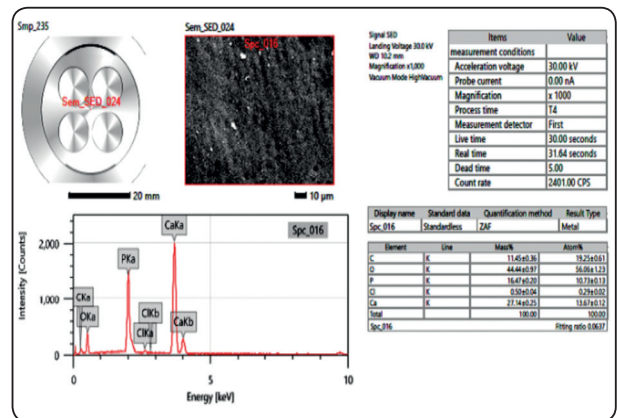 Smp_235
Sem_SED_024
20 mm
Sem_SED_024
Spc_016
10 μm
Signal SED
Landing Voltage 30.0 kV
WD 10.2 mm
Magnification x1,000
Vacuum Mode HighVacuum
Items Value
measurement conditions
Acceleration voltage 30.00 kV
Probe current 0.00 nA
Magnification x 1000
Process time T4
Measurement detector First
Live time 30.00 seconds
Real time 31.64 seconds
Dead time 5.00
Count rate 2401.00 CPS
Intensity [Counts]
2,000
1,000
0
CKa
OKa
PKa
ClKa
ClKb
CaKa
CaKb
Spc_016
0 5 10
Energy [keV]
Display name Standard data Quantification method Result Type
Spc_016 Standardless ZAF Metal
Element Line Mass% Atom%
C K 11.45±0.36 19.25±0.61
O K 44.44±0.97 56.06±1.23
P K 16.47±0.20 10.73±0.13
Cl K 0.50±0.04 0.29±0.02
Ca K 27.14±0.25 13.67±0.12
Total 100.00 100.00
Spc_016 Fitting ratio 0.0637